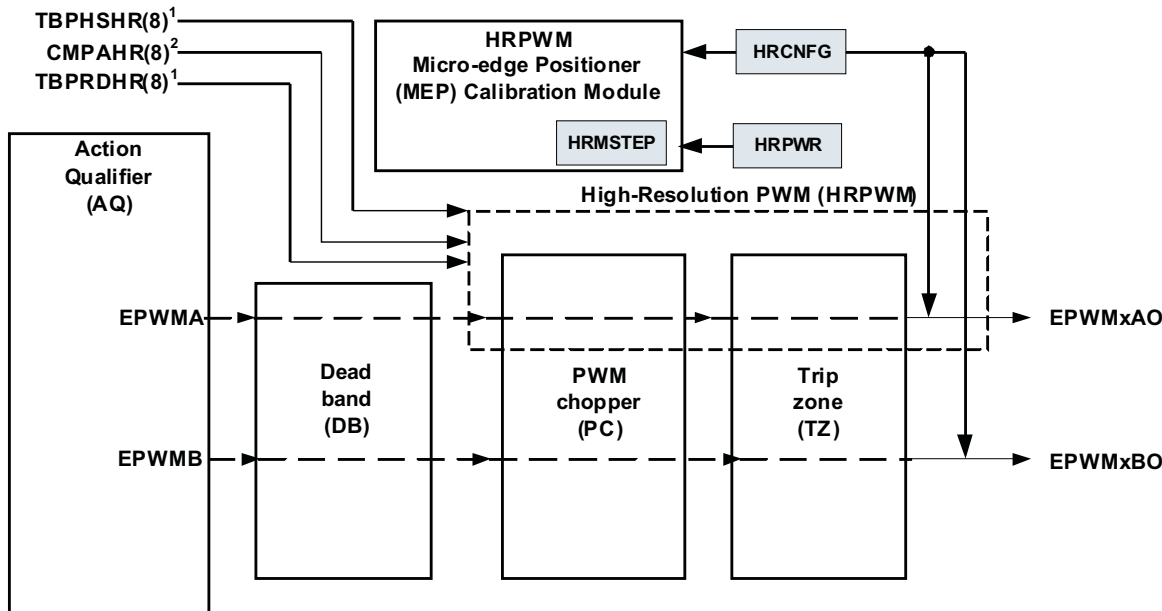 TBPHSHR(8)1
CMPAHR(8)2
TBPRDHR(8)1
HRPWM
Micro-edge Positioner
(MEP) Calibration Module
HRCNFG
HRMSTEP
HRPWR
Action
Qualifier
(AQ)
High-Resolution PWM (HRPWM)
EPWMA
EPWMxAO
Dead
band
(DB)
PWM
chopper
(PC)
Trip
zone
(TZ)
EPWMB
EPWMxBO